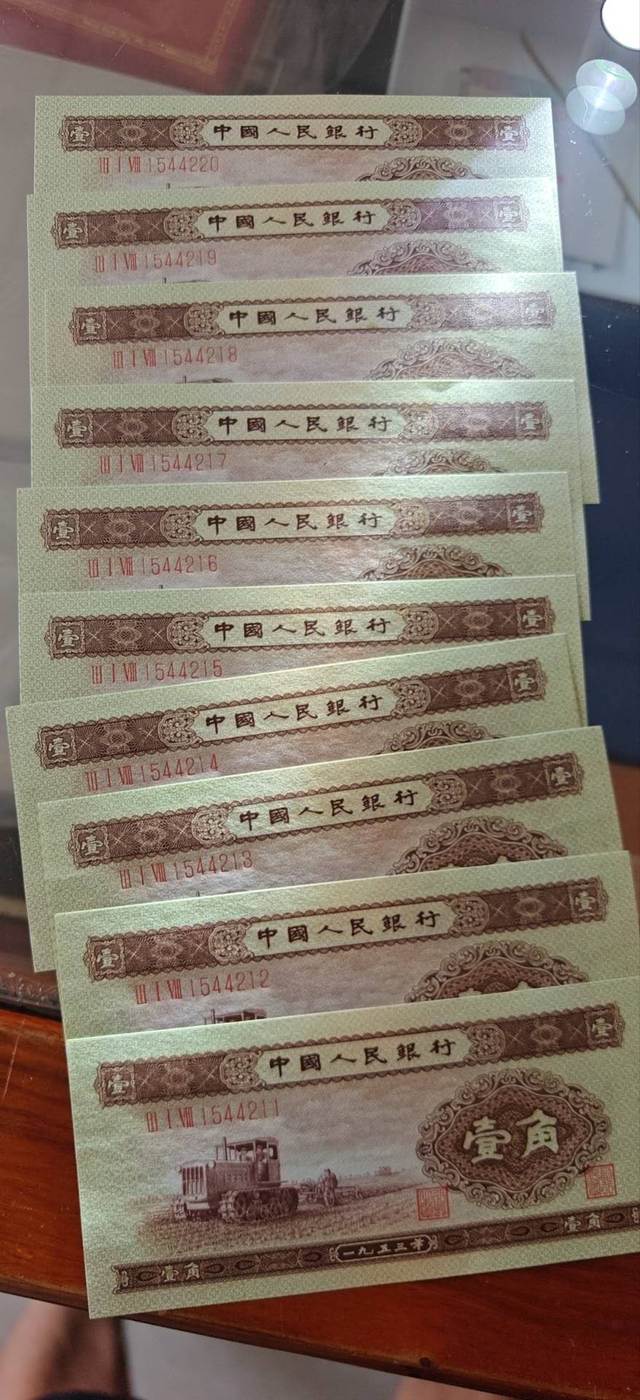 壹 中國人民銀行 壹
III I VIII 1544220
壹 中國人民銀行 壹
III I VIII 1544219
壹 中國人民銀行 壹
III I VIII 1544218
壹 中國人民銀行 壹
III I VIII 1544217
壹 中國人民銀行 壹
III I VIII 1544216
壹 中國人民銀行 壹
III I VIII 1544215
壹 中國人民銀行 壹
III I VIII 1544214
壹 中國人民銀行 壹
III I VIII 1544213
壹 中國人民銀行 壹
III I VIII 1544212
壹 中國人民銀行 壹
III I VIII 1544211
壹角
壹角 一九五三年 壹角